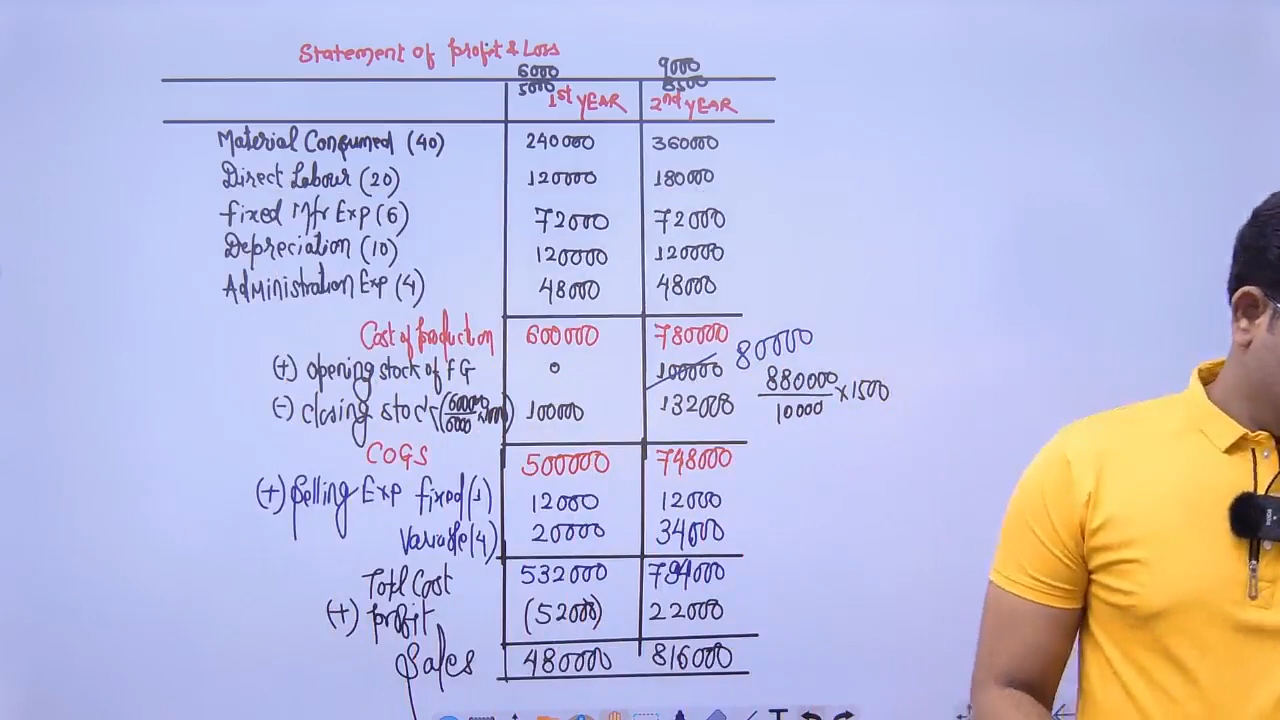 Statement of Profit & Loss
6000 9000
5000 8500
1st YEAR 2nd YEAR
Material Consumed (40) 240000 360000
Direct Labour (20) 120000 180000
Fixed Mfr Exp (6) 72000 72000
Depreciation (10) 120000 120000
Administration Exp (4) 48000 48000
Cost of Production 600000 780000
(+) opening stock of FG 0 100000 80000
(-) closing stock 100000 132000 880000/10000 x1500
COGS 500000 748000
(+) Selling Exp fixed (1) 12000 12000
Variable (4) 20000 34000
Total Cost 532000 794000
(+) Profit (52000) 22000
Sales 480000 816000